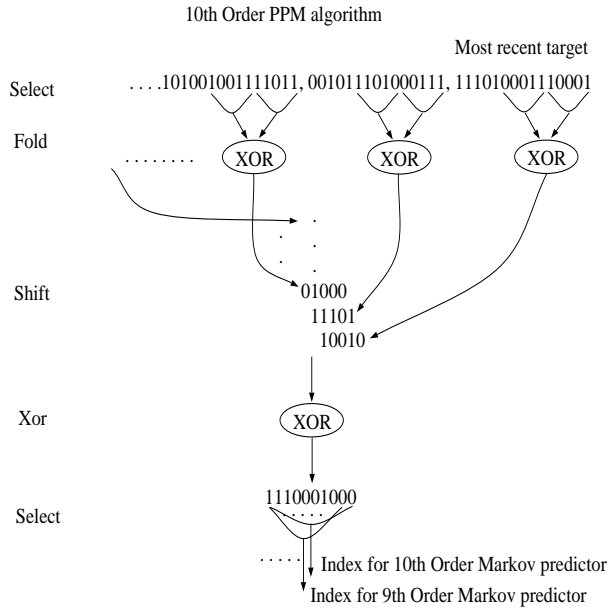 10th Order PPM algorithm
Most recent target
Select
. . . .101001001111011, 001011101000111, 111010001110001
Fold
. . . . . . . .
XOR XOR XOR
Shift
01000
11101
10010
Xor
XOR
1110001000
Select
. . . . .
. . . . .
Index for 10th Order Markov predictor
Index for 9th Order Markov predictor